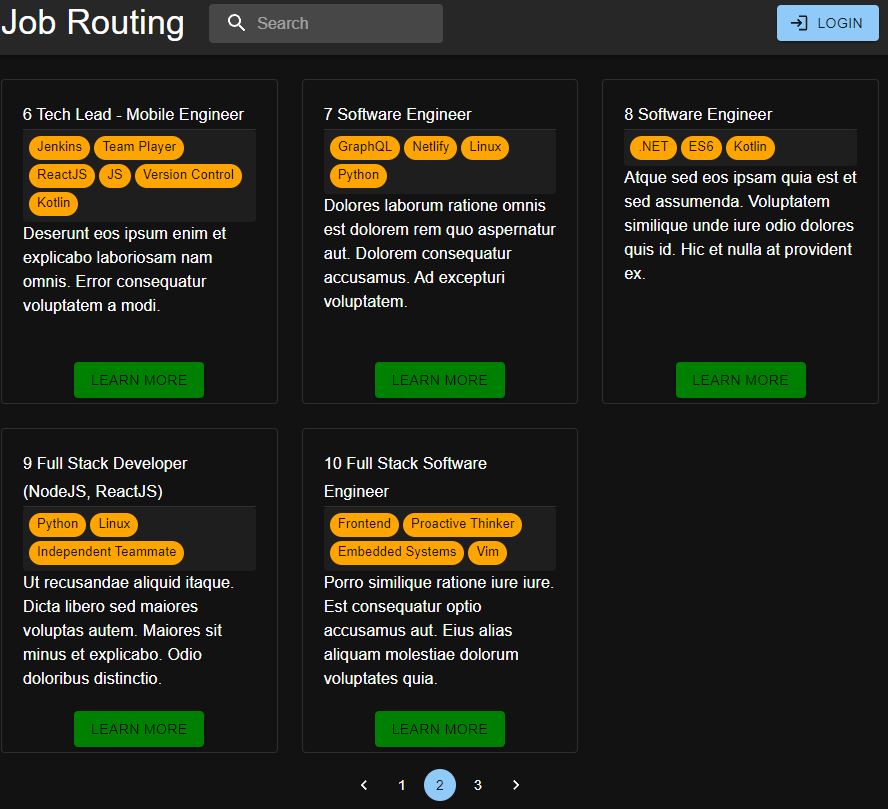 Job Routing
Search
LOGIN
6 Tech Lead - Mobile Engineer
Jenkins Team Player
ReactJS JS Version Control
Kotlin
Deserunt eos ipsum enim et
explicabo laboriosam nam
omnis. Error consequatur
voluptatem a modi.
LEARN MORE
7 Software Engineer
GraphQL Netlify Linux
Python
Dolores laborum ratione omnis
est dolorem rem quo aspernatur
aut. Dolorem consequatur
accusamus. Ad excepturi
voluptatem.
LEARN MORE
8 Software Engineer
.NET ES6 Kotlin
Atque sed eos ipsam quia est et
sed assumenda. Voluptatem
similique unde iure odio dolores
quis id. Hic et nulla at provident
ex.
LEARN MORE
9 Full Stack Developer
(NodeJS, ReactJS)
Python Linux
Independent Teammate
Ut recusandae aliquid itaque.
Dicta libero sed maiores
voluptas autem. Maiores sit
minus et explicabo. Odio
doloribus distinctio.
LEARN MORE
10 Full Stack Software
Engineer
Frontend Proactive Thinker
Embedded Systems Vim
Porro similique ratione iure iure.
Est consequatur optio
accusamus aut. Eius alias
aliquam molestiae dolorum
voluptates quia.
LEARN MORE
1 2 3